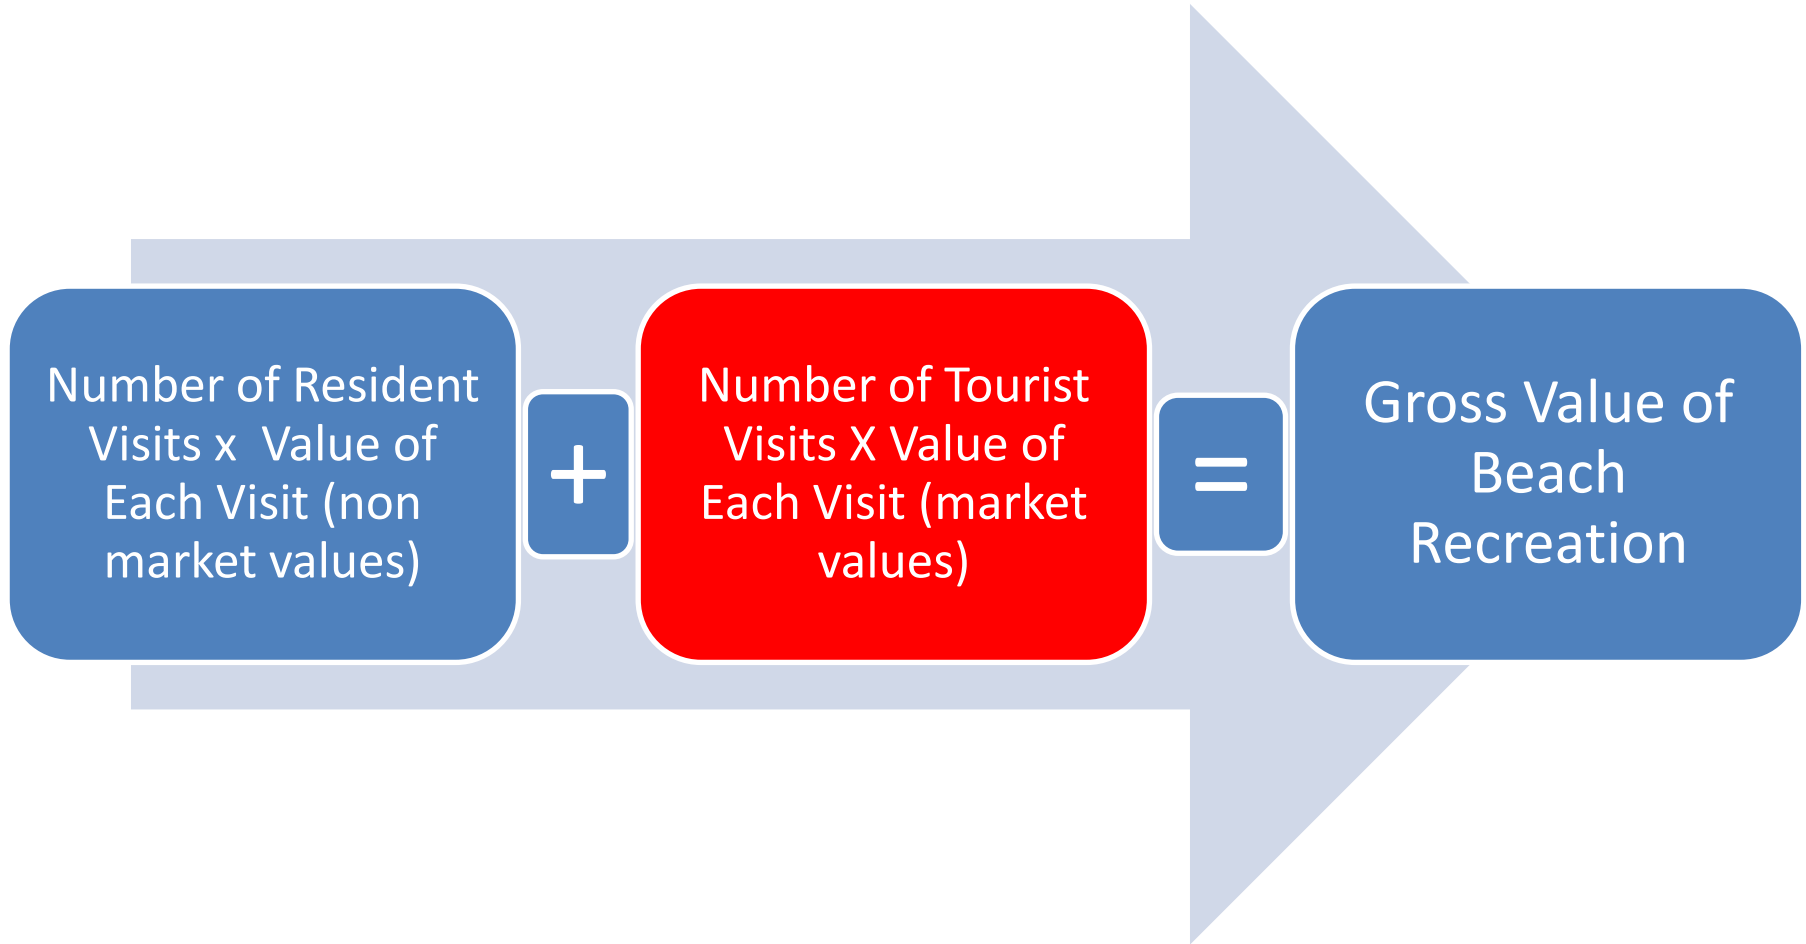 Number of Resident
Visits x  Value of
Each Visit (non
market values)
+
Number of Tourist
Visits X Value of
Each Visit (market
values)
=
Gross Value of
Beach
Recreation